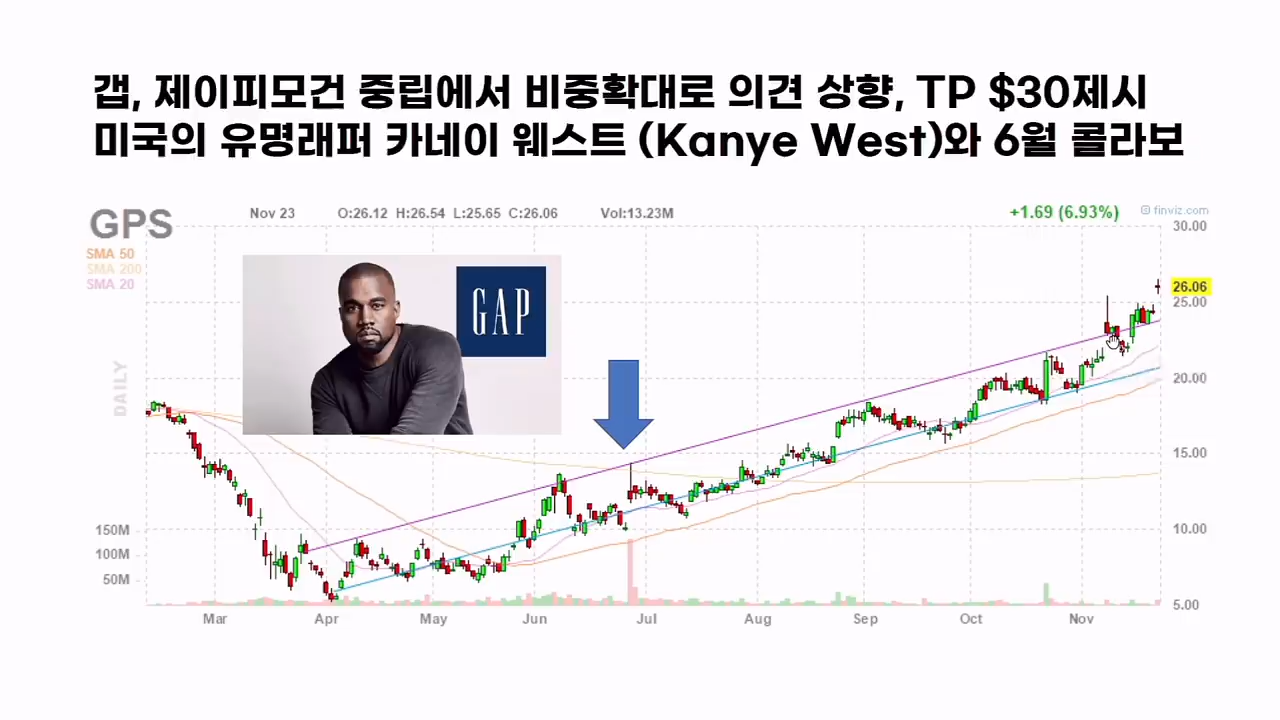 갭, 제이피모건 중립에서 비중확대로 의견 상향, TP $30제시
미국의 유명래퍼 카네이 웨스트 (Kanye West)와 6월 콜라보
GPS
Nov 23 O:26.12 H:26.54 L:25.65 C:26.06 Vol:13.23M +1.69 (6.93%) © finviz.com
SMA 50
SMA 200
SMA 20
GAP
DAILY
30.00
26.06
25.00
20.00
15.00
10.00
5.00
150M
100M
50M
Mar Apr May Jun Jul Aug Sep Oct Nov